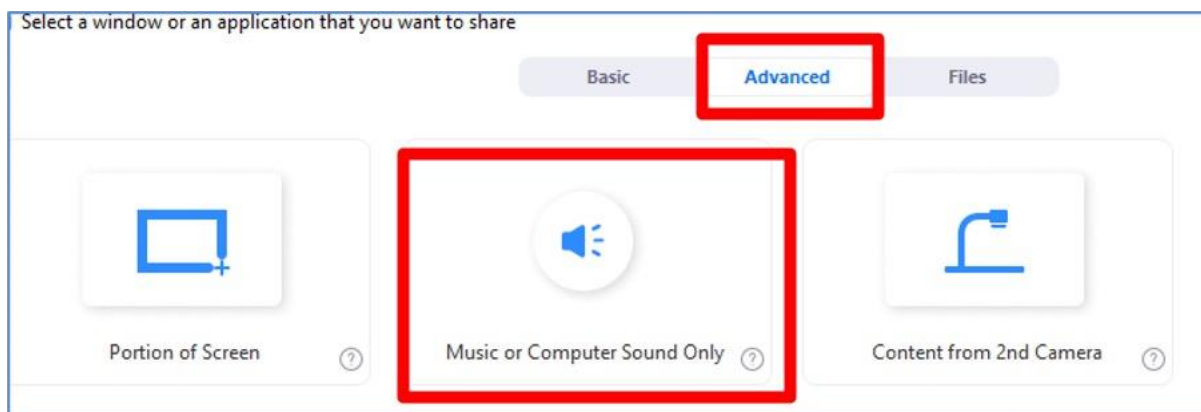 Select a window or an application that you want to share
Basic Advanced Files
Portion of Screen ? Music or Computer Sound Only ? Content from 2nd Camera ?